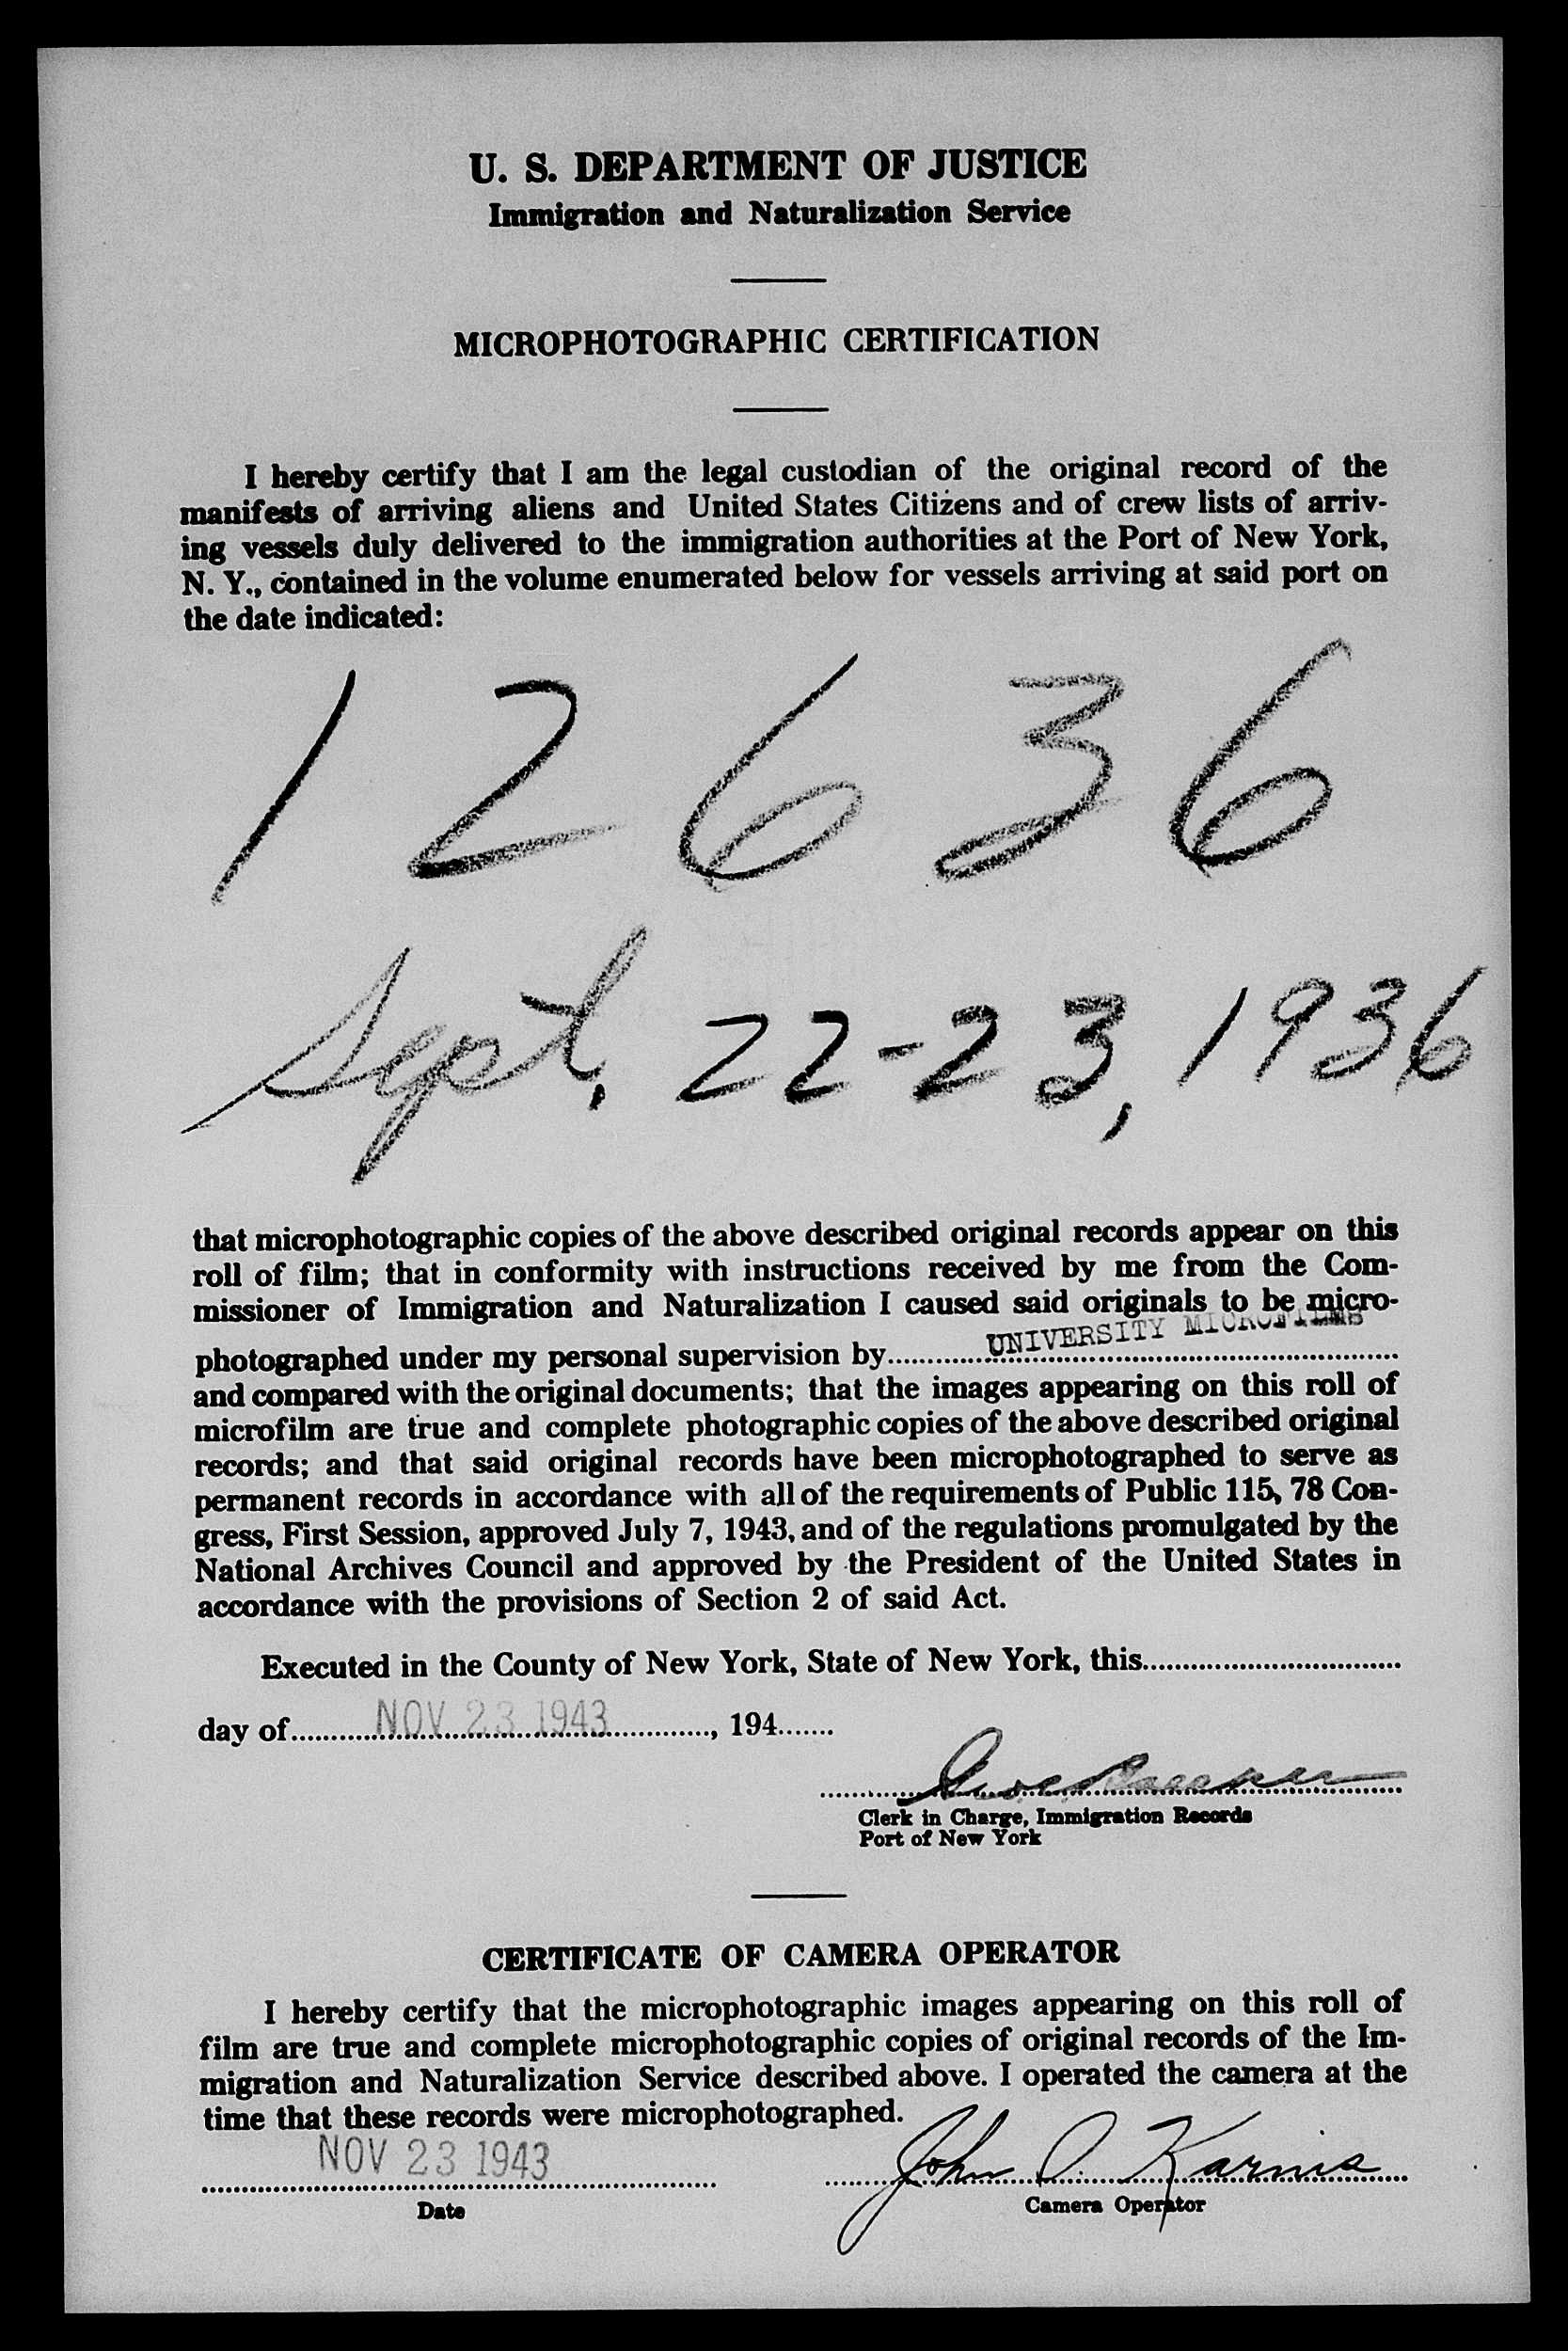 U. S. DEPARTMENT OF JUSTICE
Immigration and Naturalization Service
MICROPHOTOGRAPHIC CERTIFICATION
I hereby certify that I am the legal custodian of the original record of the
manifests of arriving aliens and United States Citizens and of crew lists of arriv-
ing vessels duly delivered to the immigration authorities at the Port of New York,
N. Y., contained in the volume enumerated below for vessels arriving at said port on
the date indicated:
12636
Sept. 22-23, 1936
that microphotographic copies of the above described original records appear on this
roll of film; that in conformity with instructions received by me from the Com-
missioner of Immigration and Naturalization I caused said originals to be micro-
photographed under my personal supervision by UNIVERSITY MICROFILMS
and compared with the original documents; that the images appearing on this roll of
microfilm are true and complete photographic copies of the above described original
records; and that said original records have been microphotographed to serve as
permanent records in accordance with all of the requirements of Public 115, 78 Con-
gress, First Session, approved July 7, 1943, and of the regulations promulgated by the
National Archives Council and approved by the President of the United States in
accordance with the provisions of Section 2 of said Act.
Executed in the County of New York, State of New York, this
day of NOV 23 1943, 194
Clerk in Charge, Immigration Records
Port of New York
CERTIFICATE OF CAMERA OPERATOR
I hereby certify that the microphotographic images appearing on this roll of
film are true and complete microphotographic copies of original records of the Im-
migration and Naturalization Service described above. I operated the camera at the
time that these records were microphotographed.
NOV 23 1943 John Karnis
Date Camera Operator